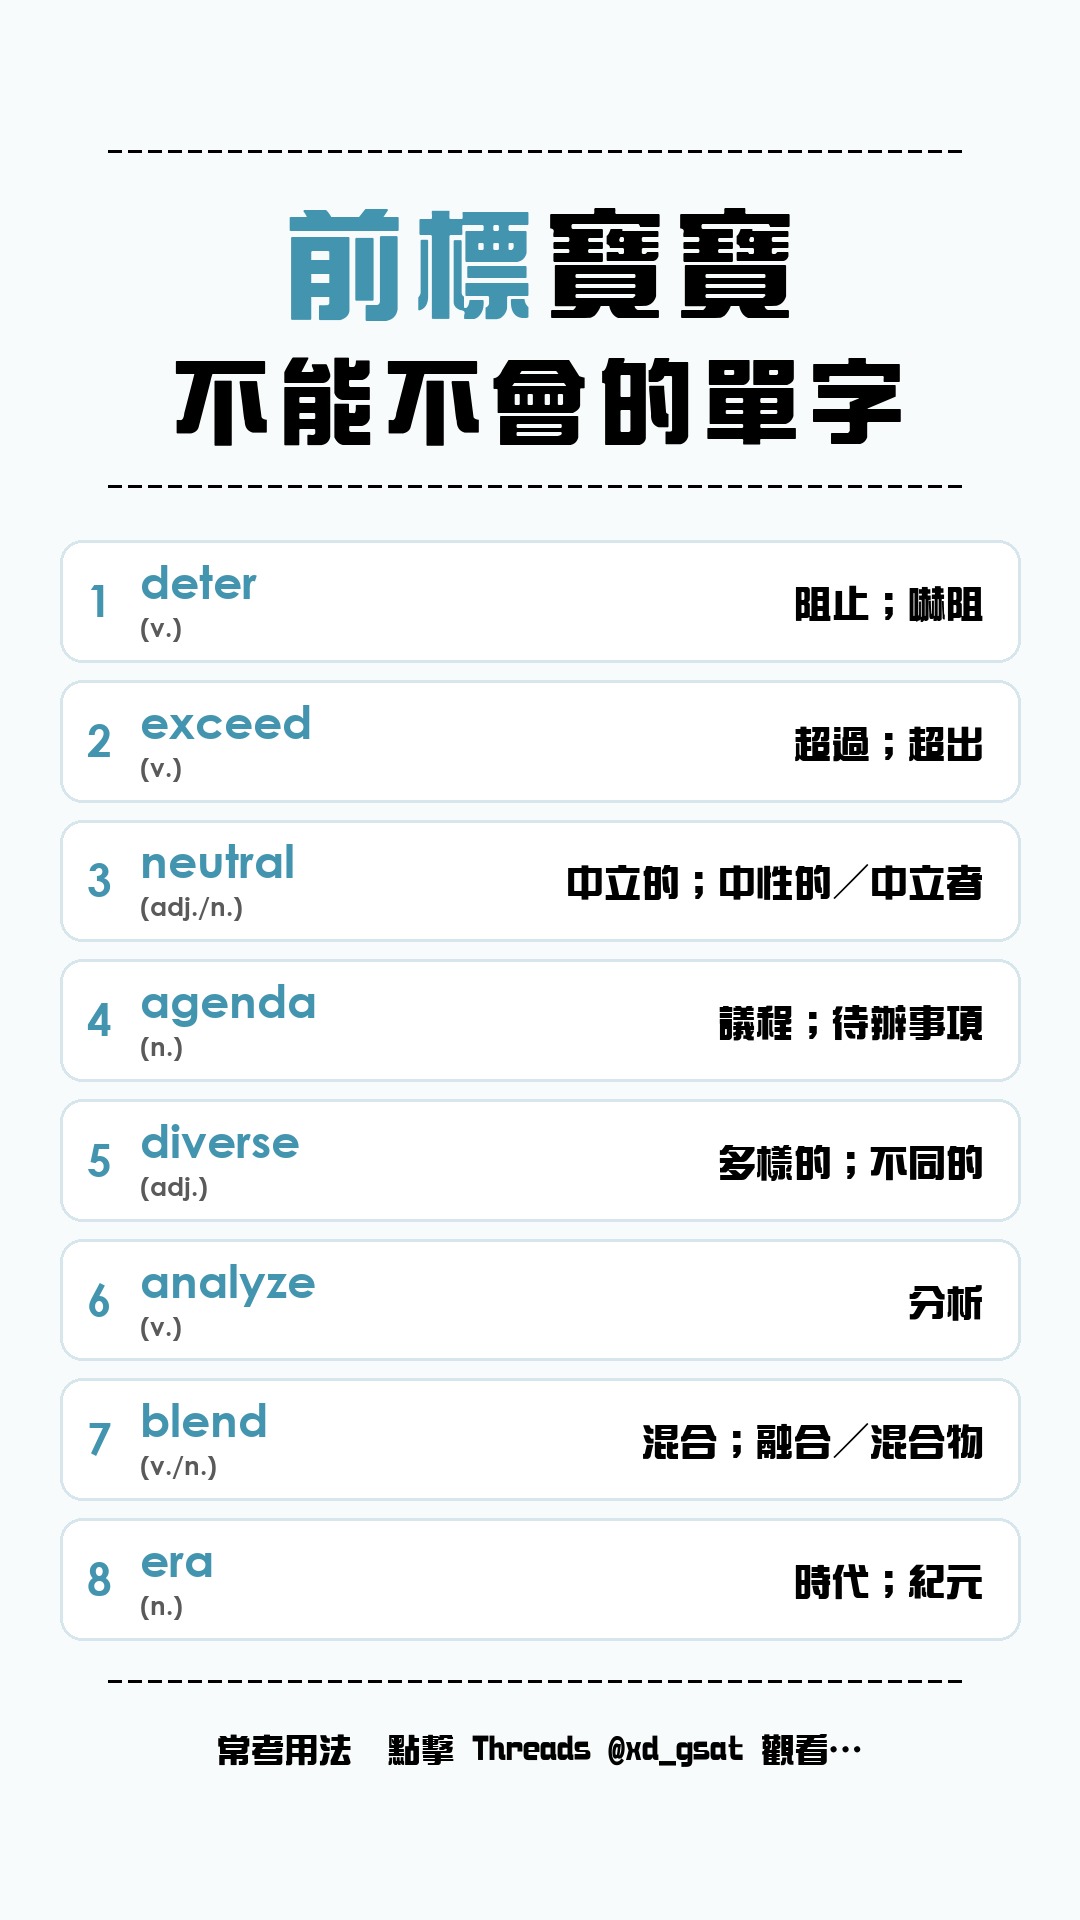 前標寶寶
不能不會的單字
1 deter 阻止；嚇阻
(v.)
2 exceed 超過；超出
(v.)
3 neutral 中立的；中性的／中立者
(adj./n.)
4 agenda 議程；待辦事項
(n.)
5 diverse 多樣的；不同的
(adj.)
6 analyze 分析
(v.)
7 blend 混合；融合／混合物
(v./n.)
8 era 時代；紀元
(n.)
常考用法 點擊 Threads @xd_gsat 觀看…